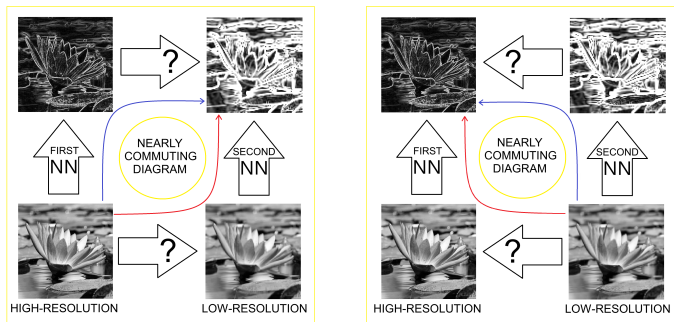 ?
FIRST
NN
NEARLY
COMMUTING
DIAGRAM
SECOND
NN
?
HIGH-RESOLUTION
LOW-RESOLUTION
?
FIRST
NN
NEARLY
COMMUTING
DIAGRAM
SECOND
NN
?
HIGH-RESOLUTION
LOW-RESOLUTION